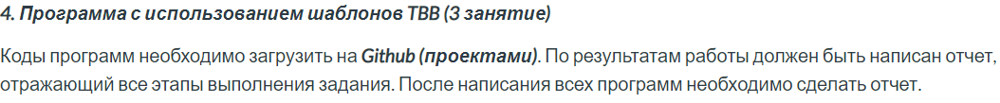 4. Программа с использованием шаблонов TBB (3 занятие)
Коды программ необходимо загрузить на Github (проектами). По результатам работы должен быть написан отчет,
отражающий все этапы выполнения задания. После написания всех программ необходимо сделать отчет.